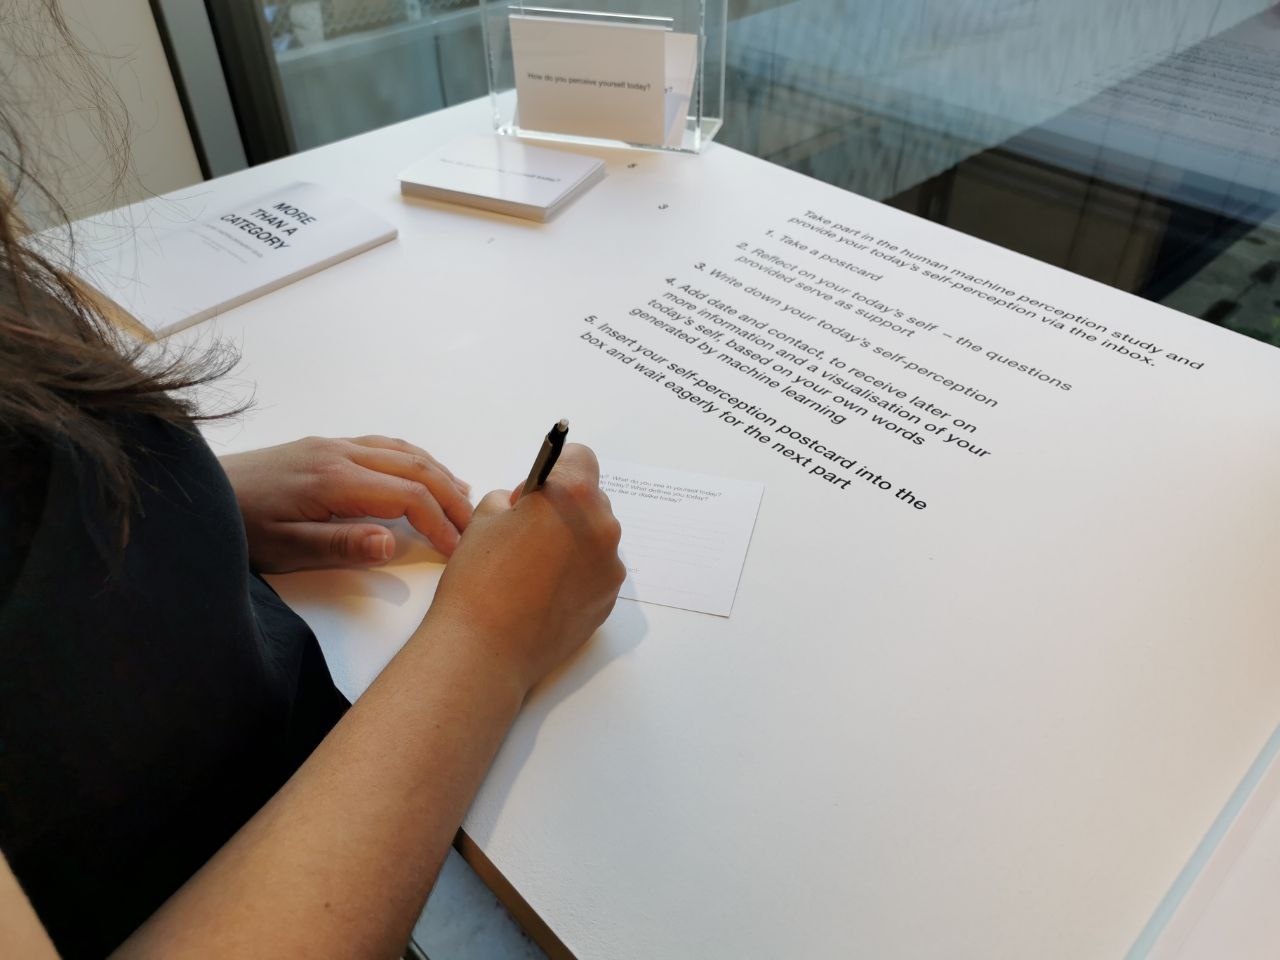 How do you perceive yourself today?
MORE
THAN A
CATEGORY
Take part in the human machine perception study and
provide your today's self-perception via the inbox.
1. Take a postcard
2. Reflect on your today's self – the questions
provided serve as support
3. Write down your today's self-perception
4. Add date and contact, to receive later on
more information and a visualisation of your
today's self, based on your own words
generated by machine learning
5. Insert your self-perception postcard into the
box and wait eagerly for the next part
What do you see in yourself today?
today? What defines you today?
you like or dislike today?